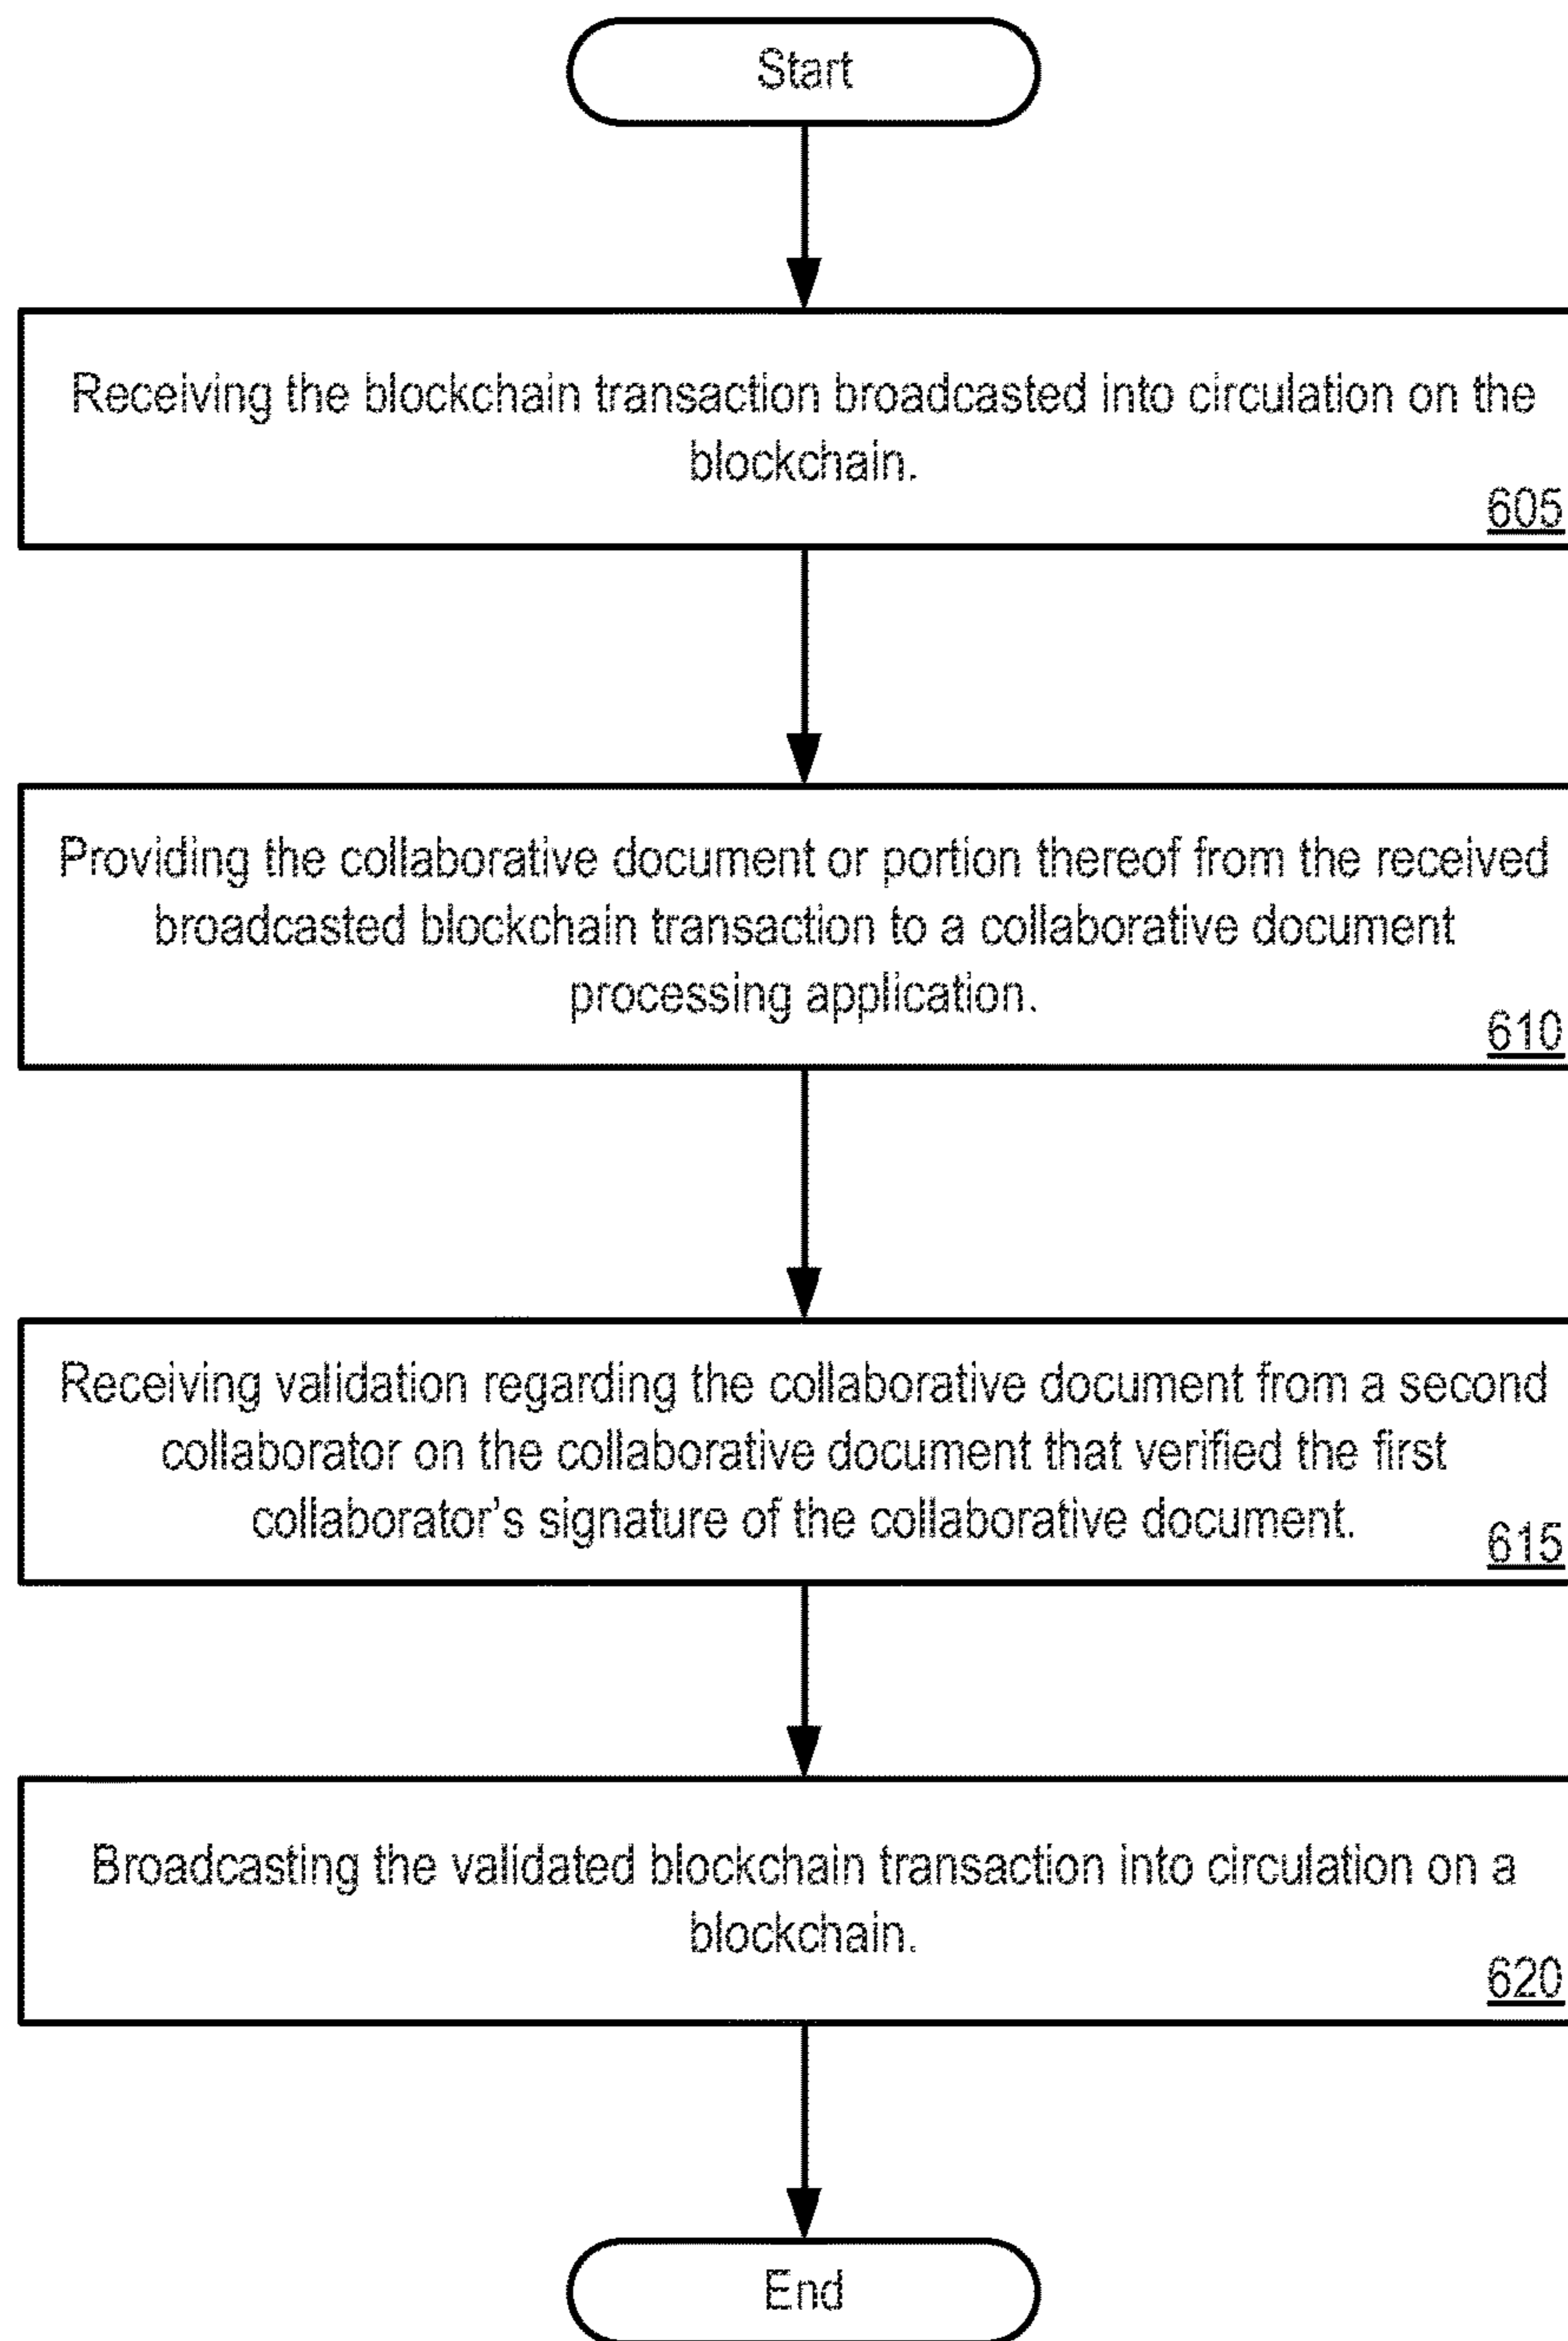 Start
Receiving the blockchain transaction broadcasted into circulation on the
blockchain.
605
Providing the collaborative document or portion thereof from the received
broadcasted blockchain transaction to a collaborative document
processing application.
610
Receiving validation regarding the collaborative document from a second
collaborator on the collaborative document that verified the first
collaborator's signature of the collaborative document.
615
Broadcasting the validated blockchain transaction into circulation on a
blockchain.
620
End